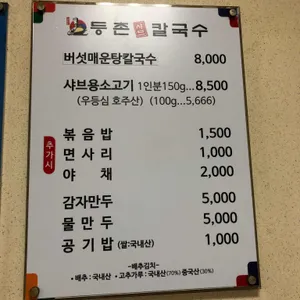 등촌 칼국수
버섯매운탕칼국수 8,000
샤브용소고기 1인분150g...8,500
(우등심 호주산) (100g...5,666)
추가시
볶음밥 1,500
면사리 1,000
야채 2,000
감자만두 5,000
물만두 5,000
공기밥 (쌀:국내산) 1,000
-배추김치-
• 배추 : 국내산 • 고추가루 : 국내산(70%) 중국산(30%)